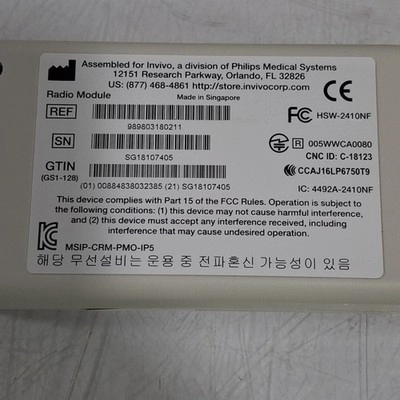 Assembled for Invivo, a division of Philips Medical Systems
12151 Research Parkway, Orlando, FL 32826
US: (877) 468-4861 http://store.invivocorp.com/
Radio Module
Made in Singapore
CE
REF
989803180211
FC HSW-2410NF
SN
SG18107405
R 005WWCA0080
CNC ID: C-18123
GTIN
(GS1-128)
CCAJ16LP6750T9
(01) 00884838032385 (21) SG18107405
IC: 4492A-2410NF
This device complies with Part 15 of the FCC Rules. Operation is subject to
the following conditions: (1) this device may not cause harmful interference,
and (2) this device must accept any interference received, including
interference that may cause undesired operation.
MSIP-CRM-PMO-IP5
해당 무선설비는 운용 중 전파혼신 가능성이 있음